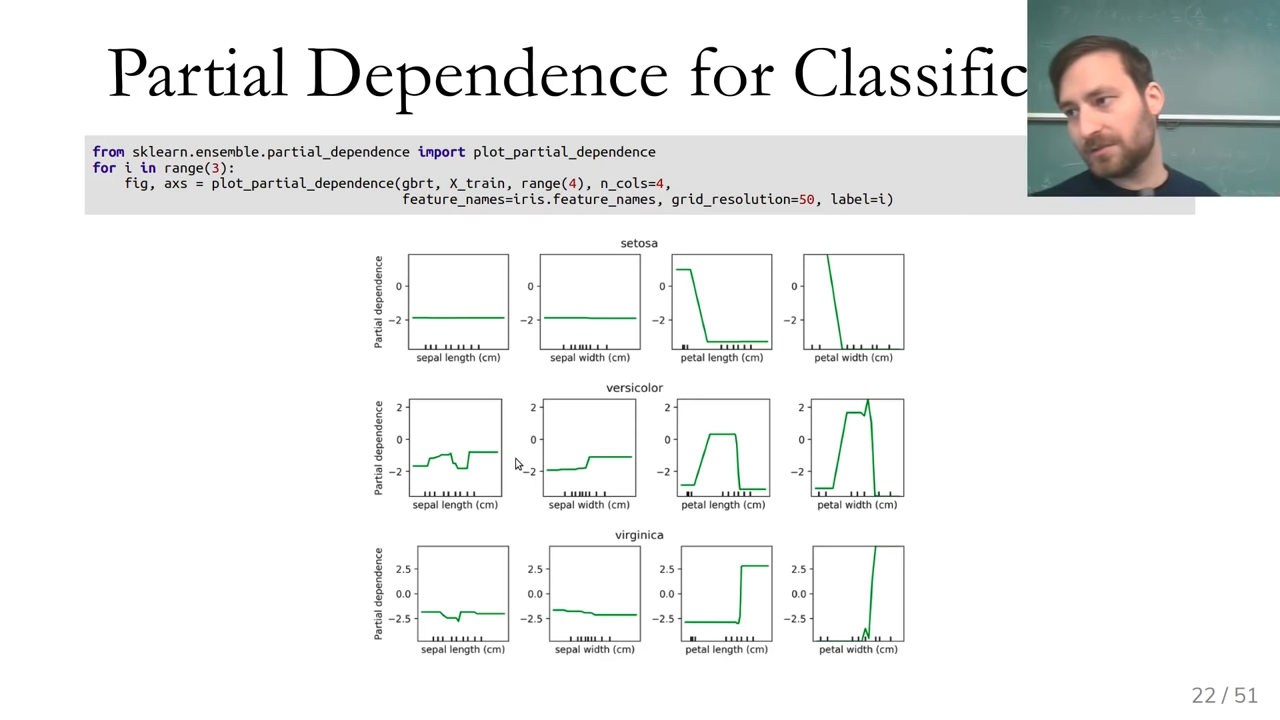 Partial Dependence for Classific
from sklearn.ensemble.partial_dependence import plot_partial_dependence
for i in range(3):
    fig, axs = plot_partial_dependence(gbrt, X_train, range(4), n_cols=4,
                                       feature_names=iris.feature_names, grid_resolution=50, label=i)
setosa
Partial dependence
0
−2
0
−2
0
−2
0
−2
sepal length (cm)
sepal width (cm)
petal length (cm)
petal width (cm)
versicolor
Partial dependence
2
0
−2
2
0
−2
2
0
−2
2
0
−2
sepal length (cm)
sepal width (cm)
petal length (cm)
petal width (cm)
virginica
Partial dependence
2.5
0.0
−2.5
2.5
0.0
−2.5
2.5
0.0
−2.5
2.5
0.0
−2.5
sepal length (cm)
sepal width (cm)
petal length (cm)
petal width (cm)
22 / 51